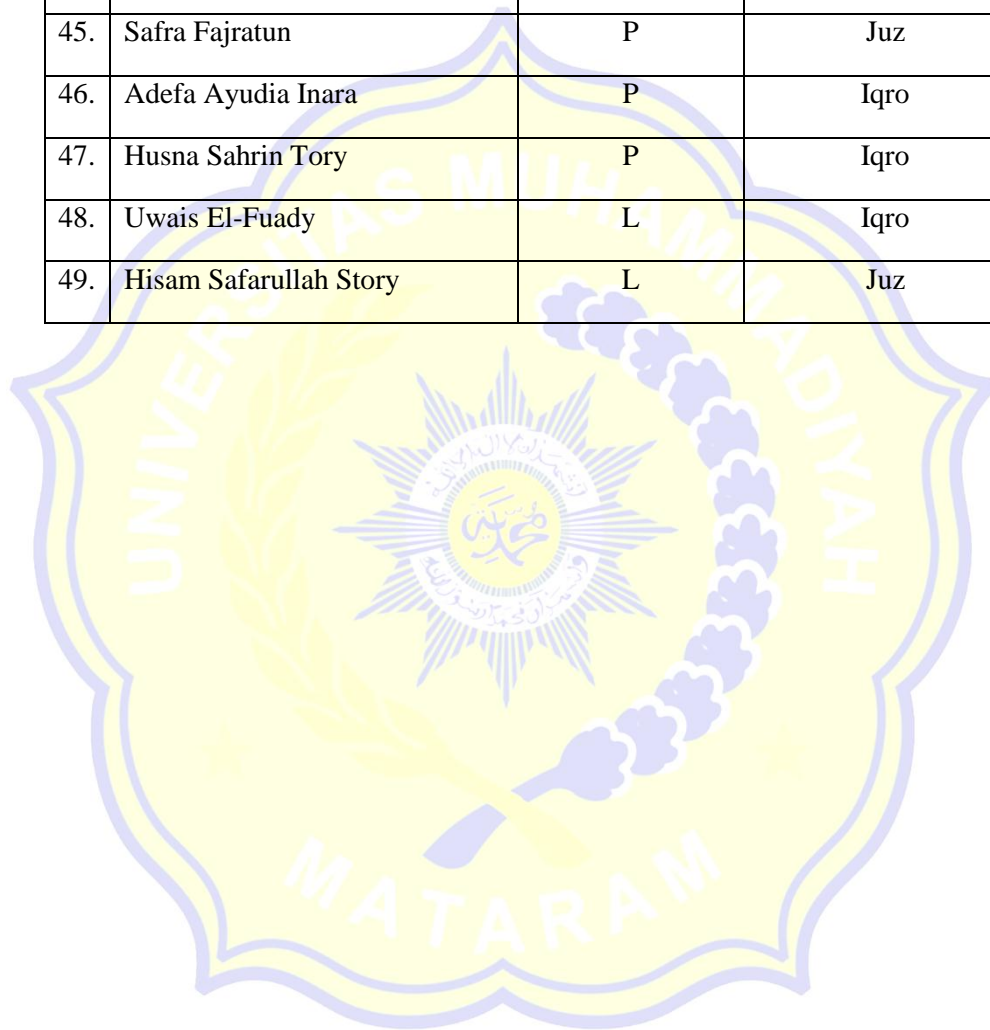 45. Safra Fajratun P Juz
46. Adefa Ayudia Inara P Iqro
47. Husna Sahrin Tory P Iqro
48. Uwais El-Fuady L Iqro
49. Hisam Safarullah Story L Juz
UNIVERSITAS MUHAMMADIYAH
MATARAM